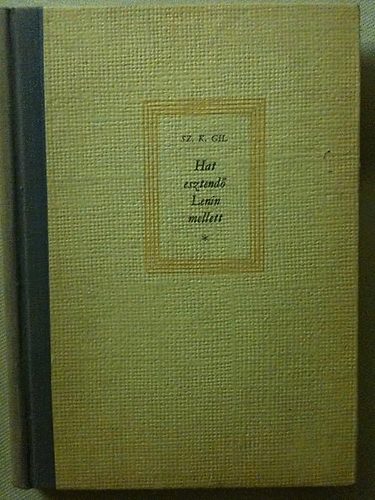 SZ. K. GIL
Hat
esztendő
Lenin
mellett
*